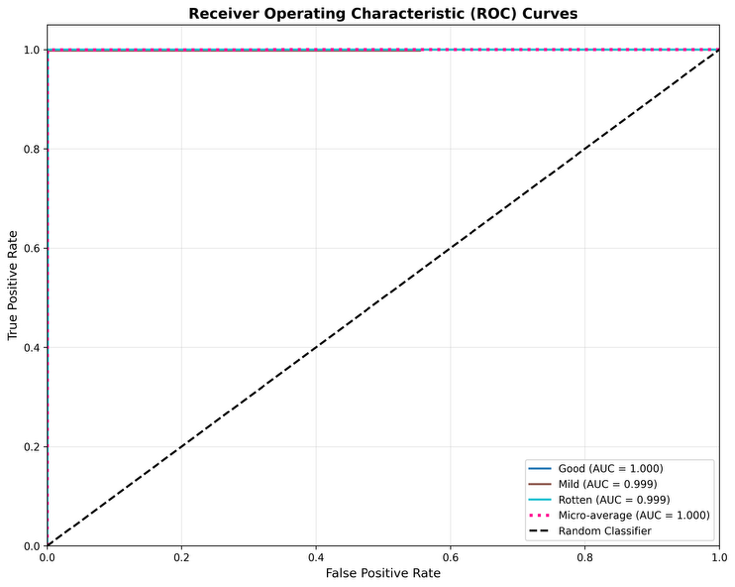 Receiver Operating Characteristic (ROC) Curves
True Positive Rate
1.0
0.8
0.6
0.4
0.2
0.0
0.0 0.2 0.4 0.6 0.8 1.0
False Positive Rate
Good (AUC = 1.000)
Mild (AUC = 0.999)
Rotten (AUC = 0.999)
Micro-average (AUC = 1.000)
Random Classifier